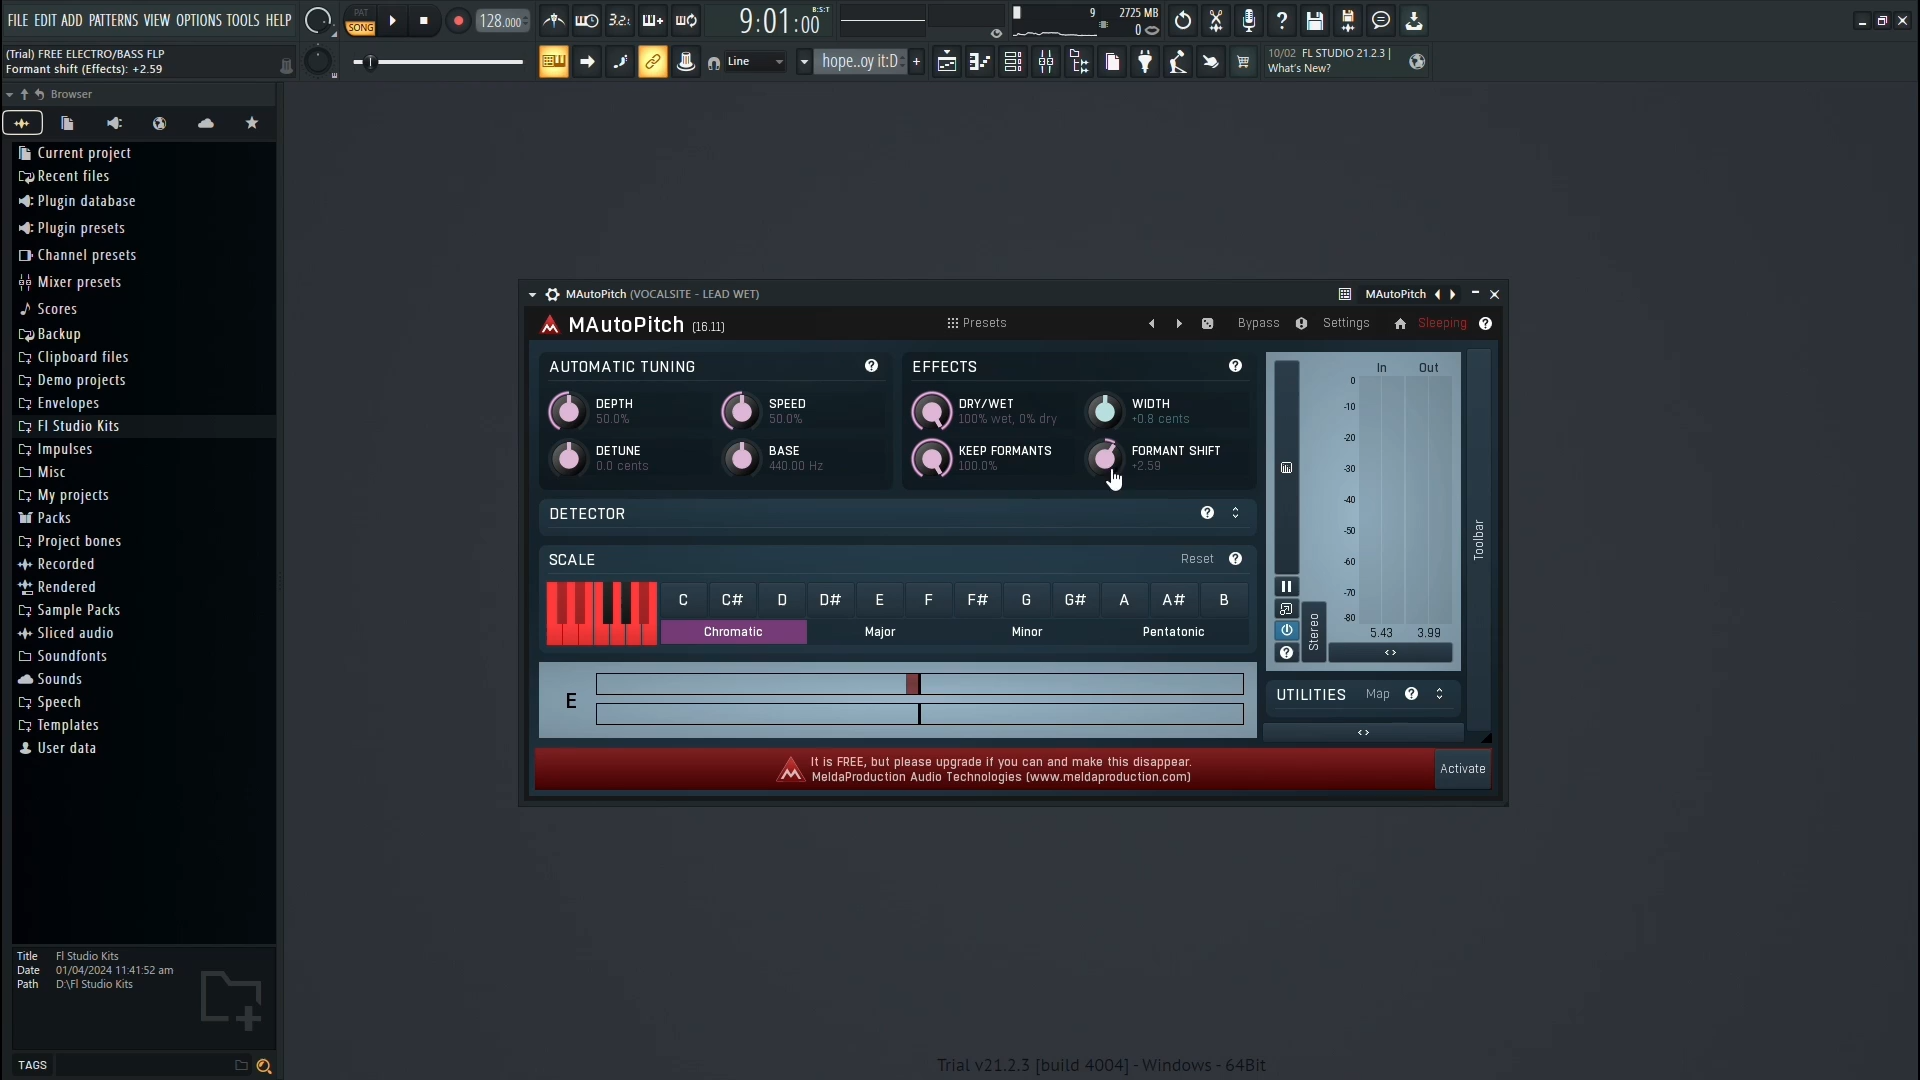 FILE EDIT ADD PATTERNS VIEW OPTIONS TOOLS HELP
PAT
SONG
128.000
3.2
9:01:00
B:S:T
9
2725 MB
0
(Trial) FREE ELECTRO/BASS FLP
Formant shift (Effects): +2.59
Line
hope..oy it:D
10/02 FL STUDIO 21.2.3 |
What's New?
Browser
Current project
Recent files
Plugin database
Plugin presets
Channel presets
Mixer presets
Scores
Backup
Clipboard files
Demo projects
Envelopes
Fl Studio Kits
Impulses
Misc
My projects
Packs
Project bones
Recorded
Rendered
Sample Packs
Sliced audio
Soundfonts
Sounds
Speech
Templates
User data
Title Fl Studio Kits
Date 01/04/2024 11:41:52 am
Path D:\Fl Studio Kits
TAGS
MAutoPitch (VOCALSITE - LEAD WET)
MAutoPitch
MAutoPitch (16.11)
Presets
Bypass
Settings
Sleeping
AUTOMATIC TUNING
DEPTH
50.0%
SPEED
50.0%
DETUNE
0.0 cents
BASE
440.00 Hz
EFFECTS
DRY/WET
100% wet, 0% dry
WIDTH
+0.8 cents
KEEP FORMANTS
100.0%
FORMANT SHIFT
+2.59
DETECTOR
SCALE
Reset
C C# D D# E F F# G G# A A# B
Chromatic Major Minor Pentatonic
E
In Out
0
-10
-20
-30
-40
-50
-60
-70
-80
5.43 3.99
Stereo
Toolbar
UTILITIES Map
It is FREE, but please upgrade if you can and make this disappear.
MeldaProduction Audio Technologies (www.meldaproduction.com)
Activate
Trial v21.2.3 [build 4004] - Windows - 64Bit